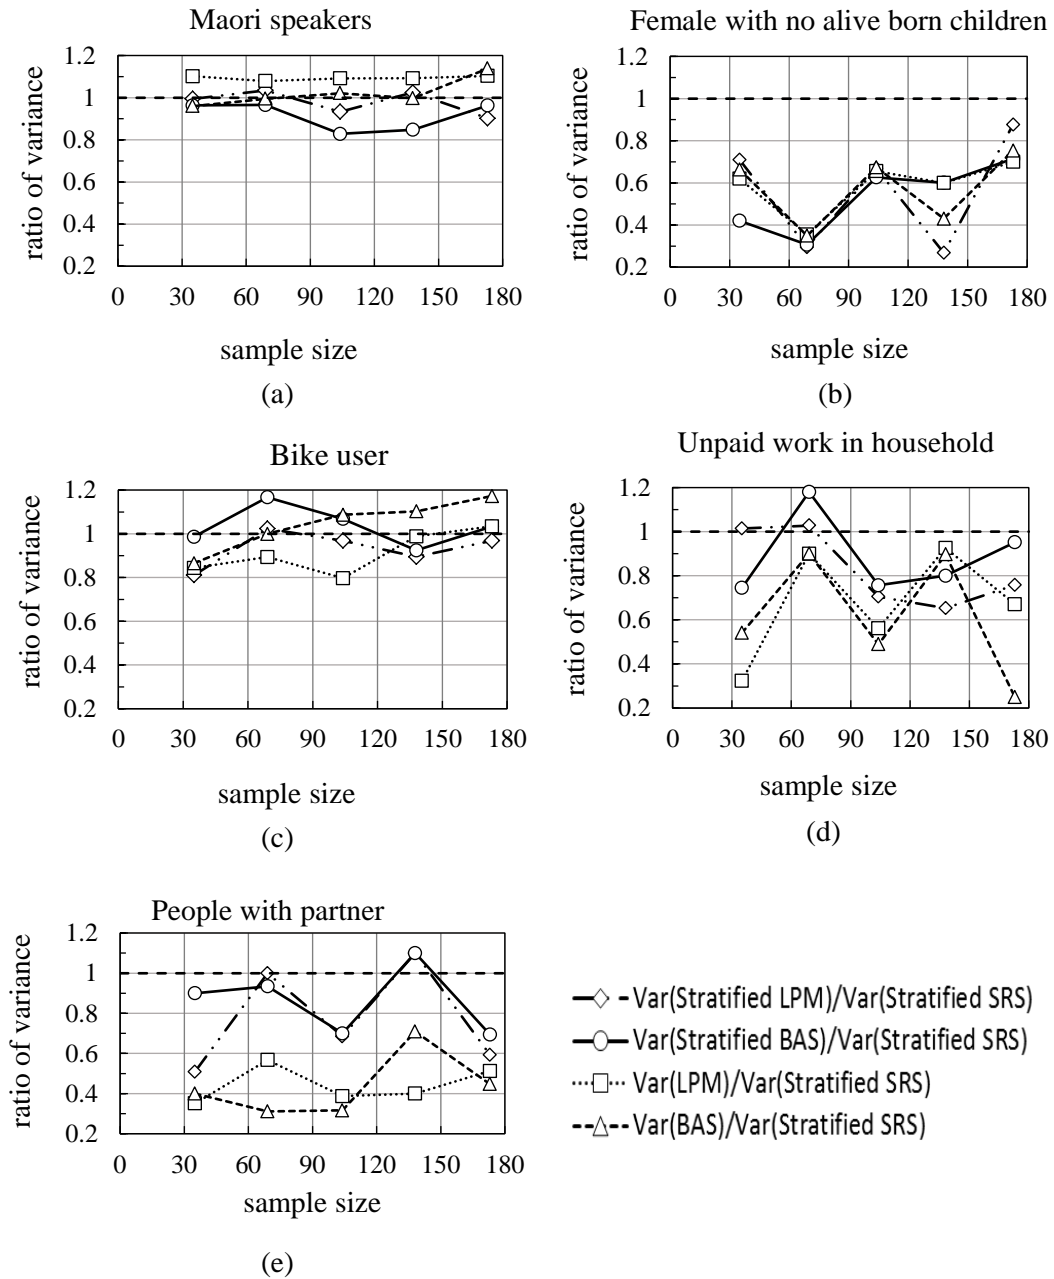 Maori speakers
ratio of variance
1.2
1
0.8
0.6
0.4
0.2
0 30 60 90 120 150 180
sample size
(a)
Female with no alive born children
ratio of variance
1.2
1
0.8
0.6
0.4
0.2
0 30 60 90 120 150 180
sample size
(b)
Bike user
ratio of variance
1.2
1
0.8
0.6
0.4
0.2
0 30 60 90 120 150 180
sample size
(c)
Unpaid work in household
ratio of variance
1.2
1
0.8
0.6
0.4
0.2
0 30 60 90 120 150 180
sample size
(d)
People with partner
ratio of variance
1.2
1
0.8
0.6
0.4
0.2
0 30 60 90 120 150 180
sample size
(e)
Var(Stratified LPM)/Var(Stratified SRS)
Var(Stratified BAS)/Var(Stratified SRS)
Var(LPM)/Var(Stratified SRS)
Var(BAS)/Var(Stratified SRS)